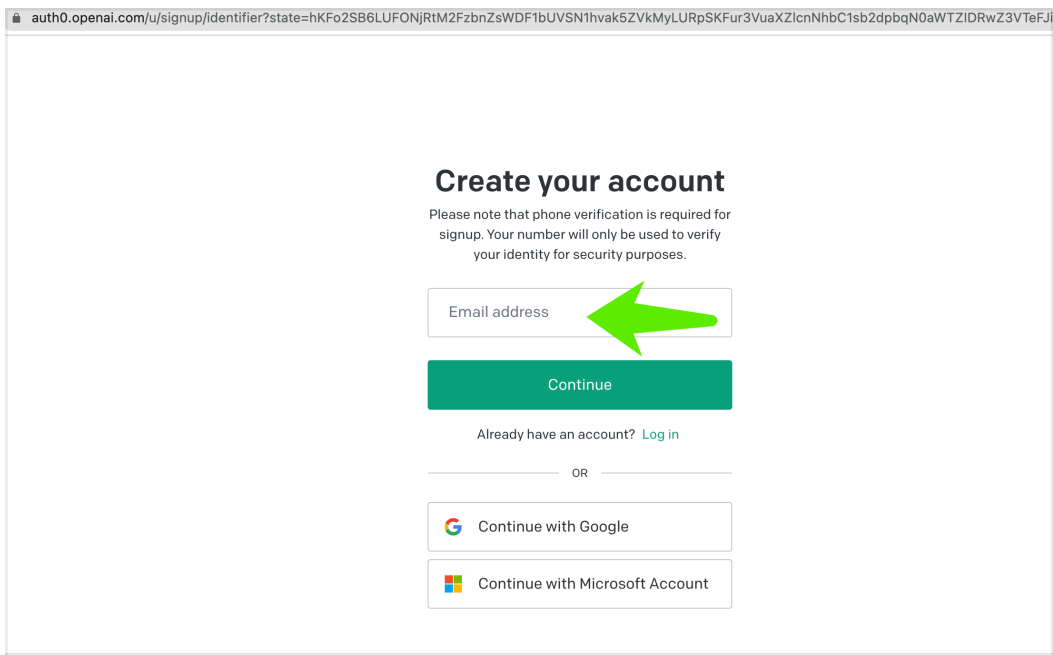 auth0.openai.com/u/signup/identifier?state=hKFo2SB6LUFONjRtM2FzbnZsWDF1bUVSN1hvak5ZVkMyLURpSKFur3VuaXZlcnNhbC1sb2dpbqN0aWTZIDRwZ3VTeFJi
Create your account
Please note that phone verification is required for
signup. Your number will only be used to verify
your identity for security purposes.
Email address
Continue
Already have an account? Log in
OR
Continue with Google
Continue with Microsoft Account